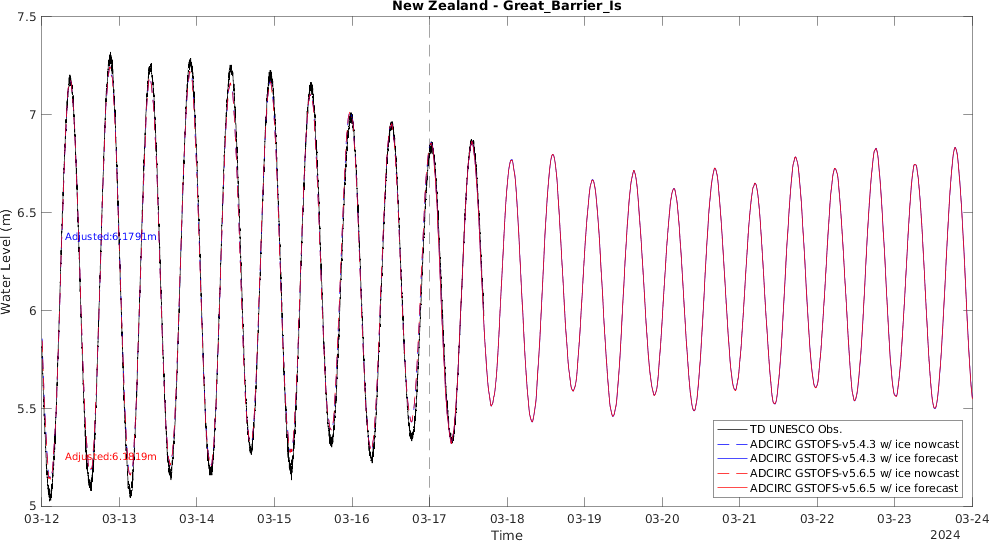 New Zealand - Great_Barrier_Is
7.5
7
6.5
6
5.5
5
Water Level (m)
Adjusted:6.1791m
Adjusted:6.1819m
TD UNESCO Obs.
ADCIRC GSTOFS-v5.4.3 w/ ice nowcast
ADCIRC GSTOFS-v5.4.3 w/ ice forecast
ADCIRC GSTOFS-v5.6.5 w/ ice nowcast
ADCIRC GSTOFS-v5.6.5 w/ ice forecast
03-12 03-13 03-14 03-15 03-16 03-17 03-18 03-19 03-20 03-21 03-22 03-23 03-24
Time
2024